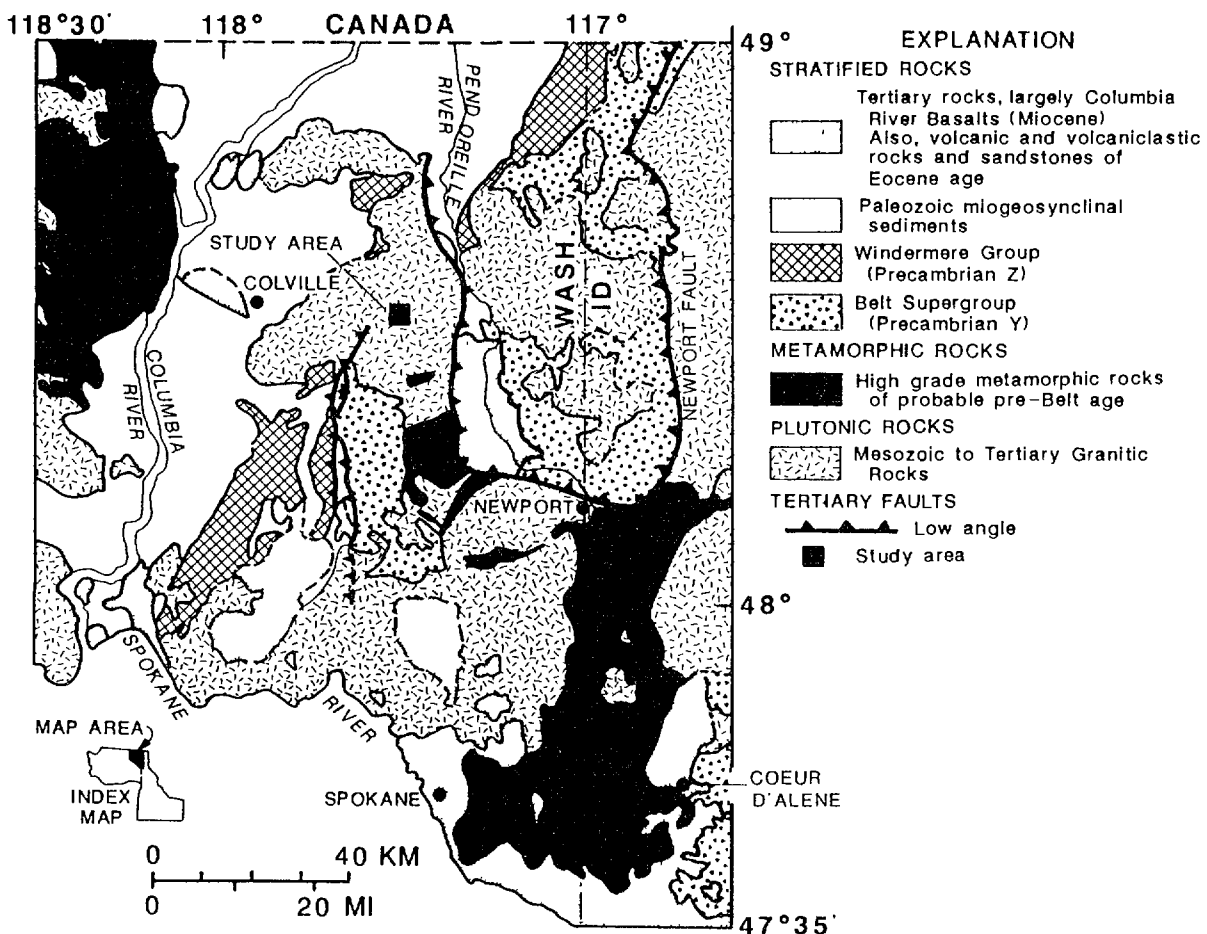 118°30'
118°
CANADA
117°
49°
PEND OREILLE
RIVER
STUDY AREA
COLVILLE
WASH
ID
NEWPORT FAULT
COLUMBIA
RIVER
NEWPORT
48°
SPOKANE
RIVER
MAP AREA
INDEX
MAP
SPOKANE
COEUR
D'ALENE
0 40 KM
0 20 MI
47°35'
EXPLANATION
STRATIFIED ROCKS
Tertiary rocks, largely Columbia
River Basalts (Miocene)
Also, volcanic and volcaniclastic
rocks and sandstones of
Eocene age
Paleozoic miogeosynclinal
sediments
Windermere Group
(Precambrian Z)
Belt Supergroup
(Precambrian Y)
METAMORPHIC ROCKS
High grade metamorphic rocks
of probable pre-Belt age
PLUTONIC ROCKS
Mesozoic to Tertiary Granitic
Rocks
TERTIARY FAULTS
Low angle
Study area